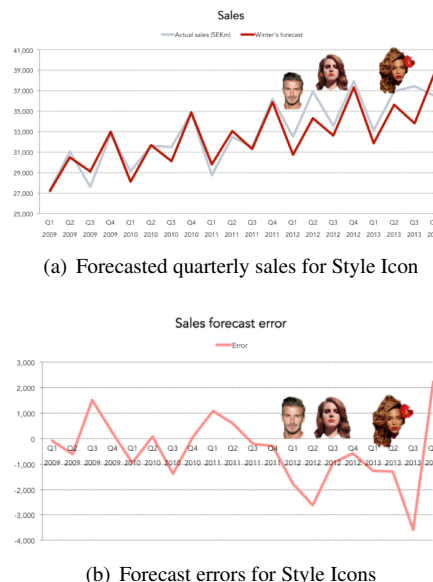 Sales
Actual sales (SEKm) Winter's forecast
41,000
39,000
37,000
35,000
33,000
31,000
29,000
27,000
25,000
Q1 Q2 Q3 Q4 Q1 Q2 Q3 Q4 Q1 Q2 Q3 Q4 Q1 Q2 Q3 Q4 Q1 Q2 Q3 Q
2009 2009 2009 2009 2010 2010 2010 2010 2011 2011 2011 2011 2012 2012 2012 2012 2013 2013 2013 20
(a) Forecasted quarterly sales for Style Icon
Sales forecast error
Error
3,000
2,000
1,000
0
Q1 Q2 Q3 Q4 Q1 Q2 Q3 Q4 Q1 Q2 Q3 Q4 Q1 Q2 Q3 Q4 Q1 Q2 Q3 Q
-1,000
2009 2009 2009 2009 2010 2010 2010 2010 2011 2011 2011 2011 2012 2012 2012 2012 2013 2013 2013 20
-2,000
-3,000
-4,000
(b) Forecast errors for Style Icons